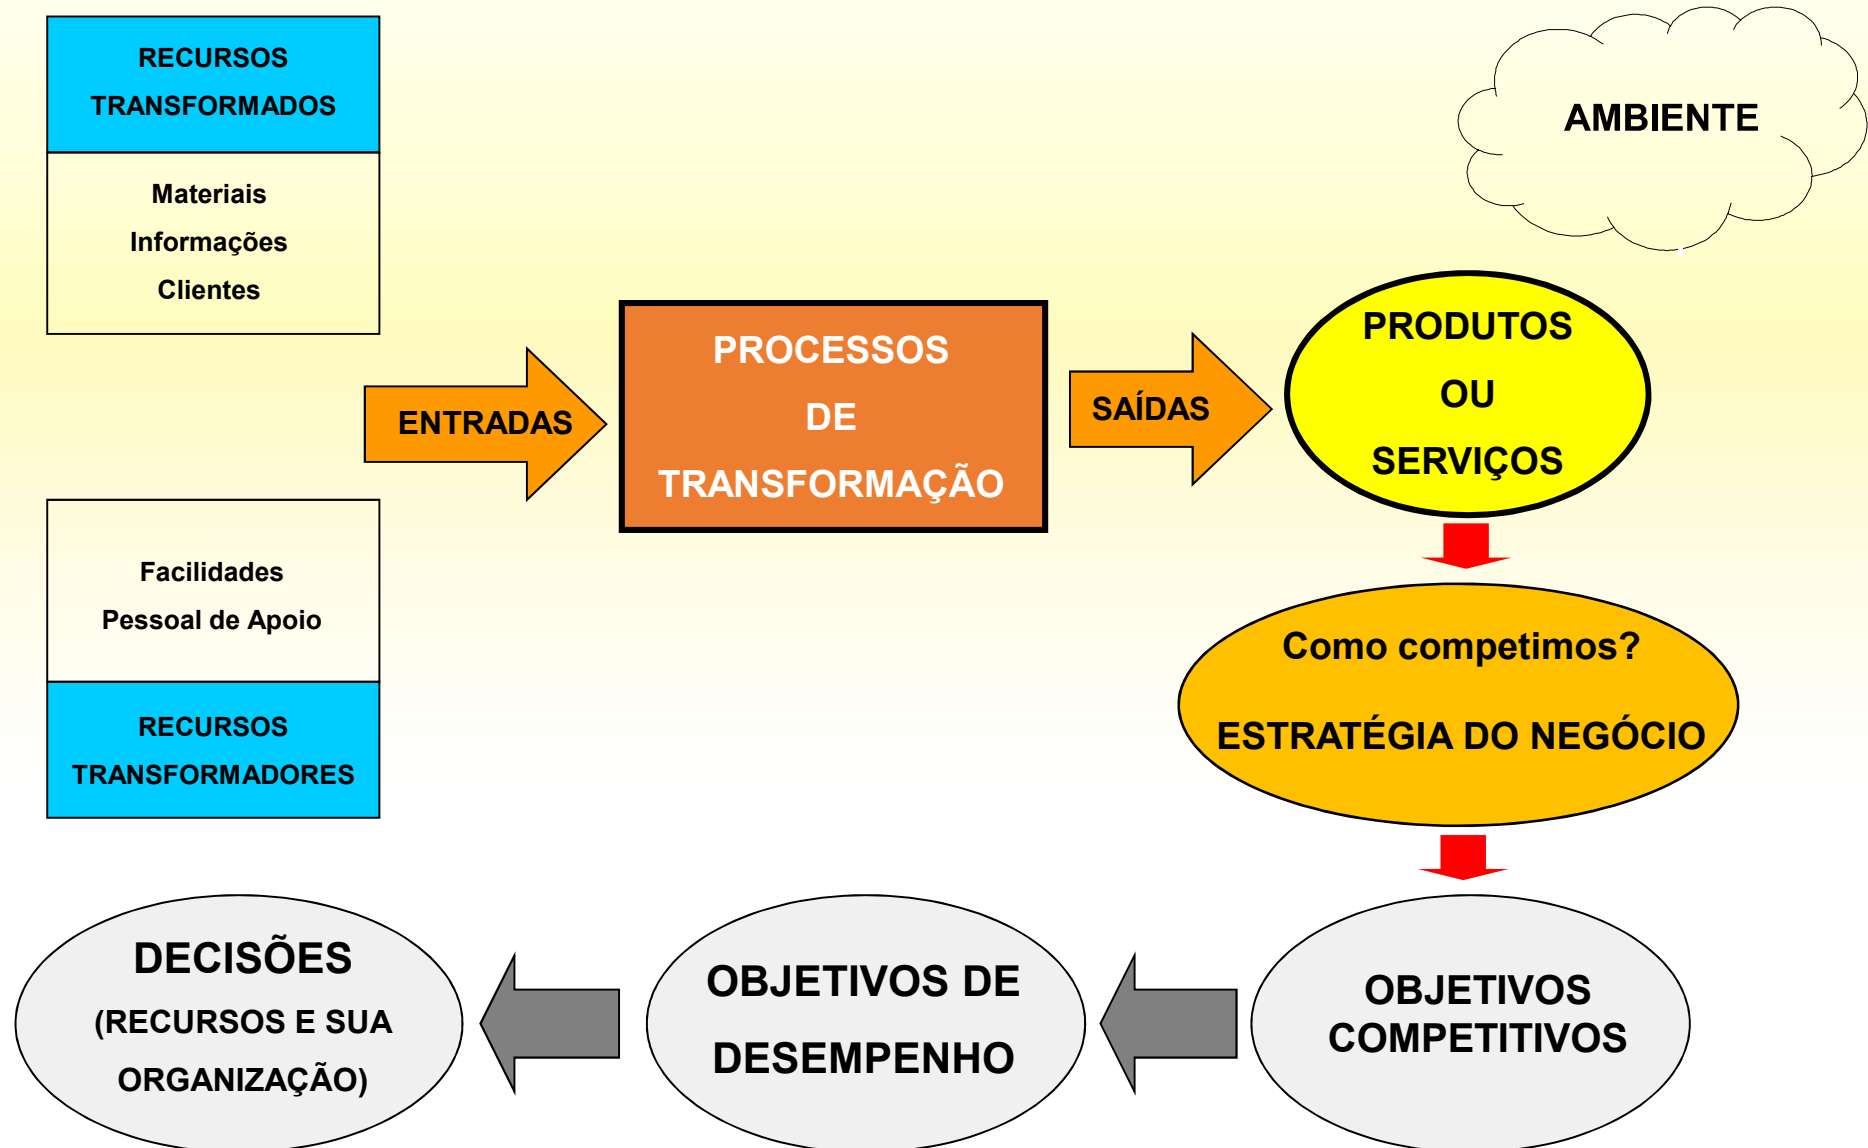 RECURSOS
TRANSFORMADOS
Materiais
Informações
Clientes
AMBIENTE
ENTRADAS
PROCESSOS
DE
TRANSFORMAÇÃO
SAÍDAS
PRODUTOS
OU
SERVIÇOS
Facilidades
Pessoal de Apoio
RECURSOS
TRANSFORMADORES
Como competimos?
ESTRATÉGIA DO NEGÓCIO
DECISÕES
(RECURSOS E SUA
ORGANIZAÇÃO)
OBJETIVOS DE
DESEMPENHO
OBJETIVOS
COMPETITIVOS